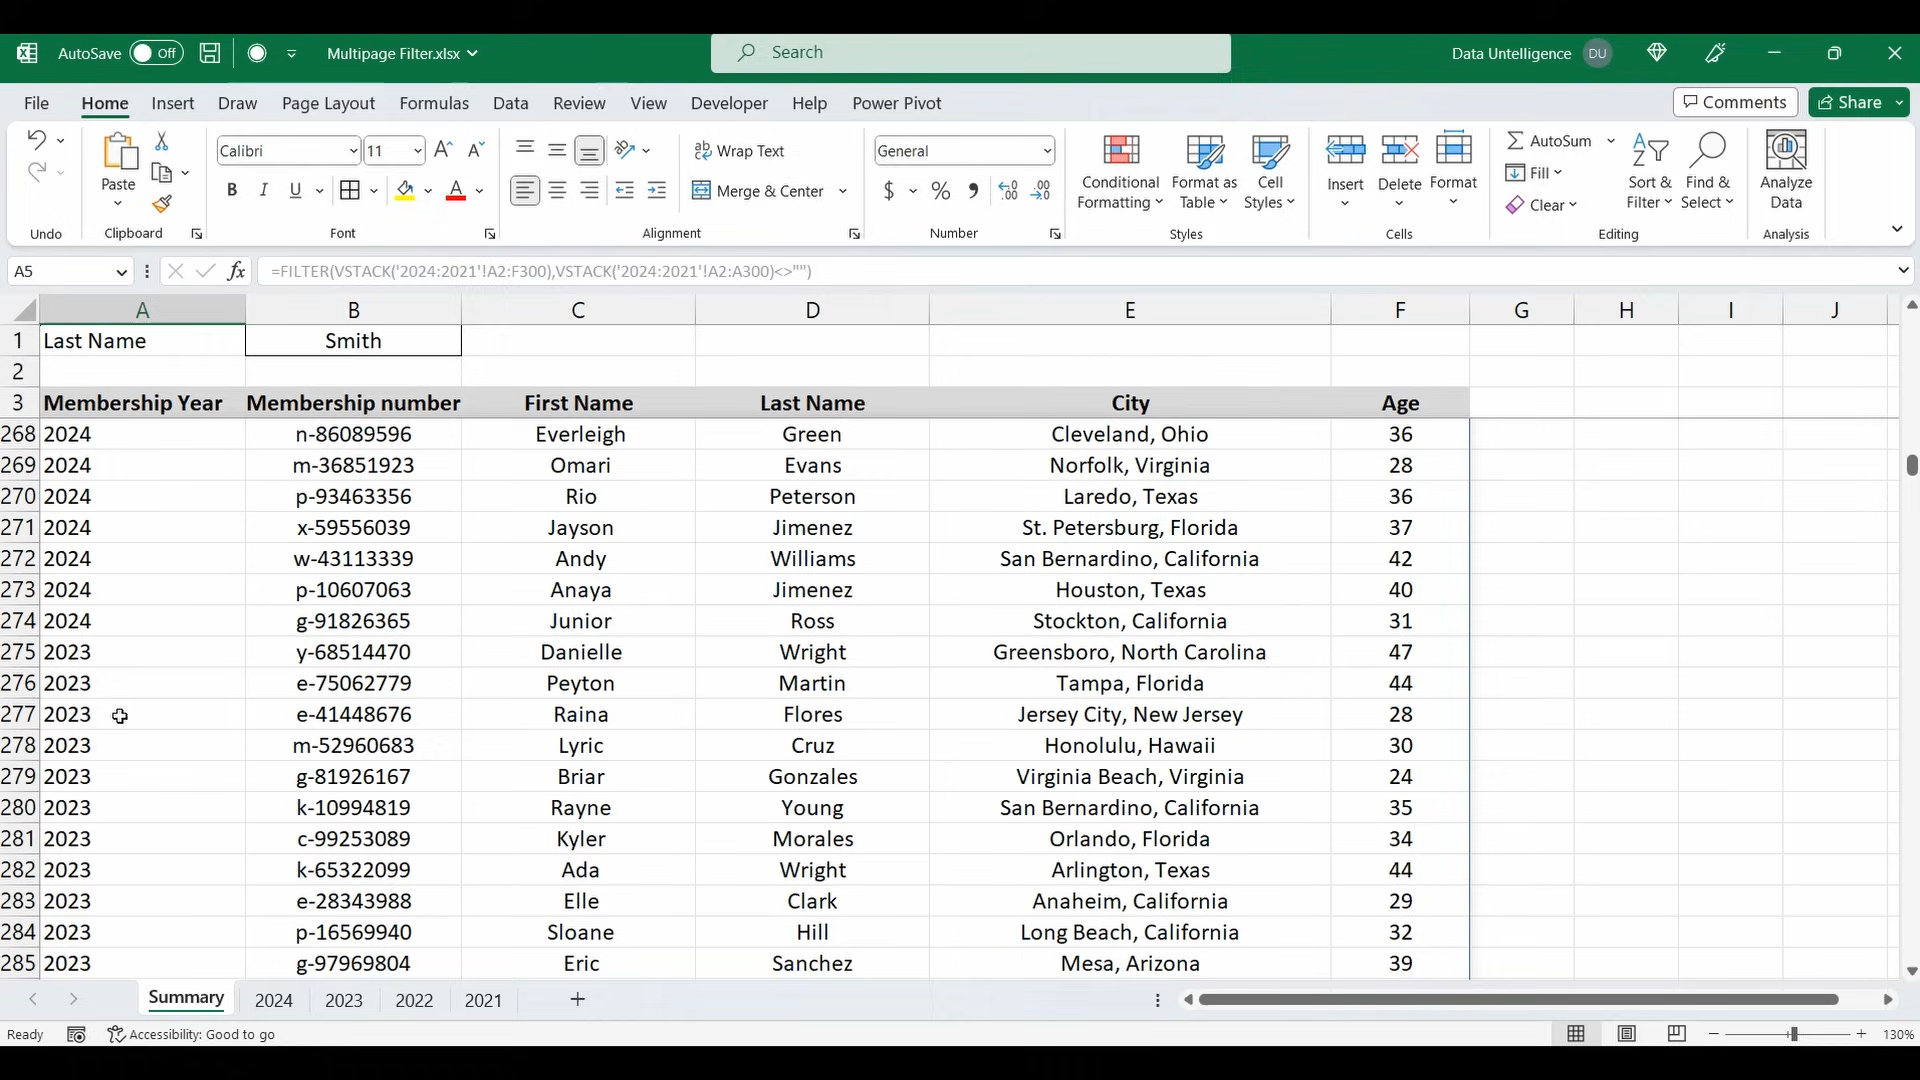 AutoSave Off Multipage Filter.xlsx Search Data Untelligence DU
File Home Insert Draw Page Layout Formulas Data Review View Developer Help Power Pivot Comments Share
Paste Calibri 11 Wrap Text General Conditional Formatting Format as Table Cell Styles Insert Delete Format AutoSum Sort & Filter Find & Select Analyze Data
B I U A Merge & Center $ % Fill
Clear
Undo Clipboard Font Alignment Number Styles Cells Editing Analysis
A5 fx =FILTER(VSTACK('2024:2021'!A2:F300),VSTACK('2024:2021'!A2:A300)<>"")
A B C D E F G H I J
1 Last Name Smith
2
3 Membership Year Membership number First Name Last Name City Age
268 2024 n-86089596 Everleigh Green Cleveland, Ohio 36
269 2024 m-36851923 Omari Evans Norfolk, Virginia 28
270 2024 p-93463356 Rio Peterson Laredo, Texas 36
271 2024 x-59556039 Jayson Jimenez St. Petersburg, Florida 37
272 2024 w-43113339 Andy Williams San Bernardino, California 42
273 2024 p-10607063 Anaya Jimenez Houston, Texas 40
274 2024 g-91826365 Junior Ross Stockton, California 31
275 2023 y-68514470 Danielle Wright Greensboro, North Carolina 47
276 2023 e-75062779 Peyton Martin Tampa, Florida 44
277 2023 e-41448676 Raina Flores Jersey City, New Jersey 28
278 2023 m-52960683 Lyric Cruz Honolulu, Hawaii 30
279 2023 g-81926167 Briar Gonzales Virginia Beach, Virginia 24
280 2023 k-10994819 Rayne Young San Bernardino, California 35
281 2023 c-99253089 Kyler Morales Orlando, Florida 34
282 2023 k-65322099 Ada Wright Arlington, Texas 44
283 2023 e-28343988 Elle Clark Anaheim, California 29
284 2023 p-16569940 Sloane Hill Long Beach, California 32
285 2023 g-97969804 Eric Sanchez Mesa, Arizona 39
Summary 2024 2023 2022 2021
Ready Accessibility: Good to go 130%